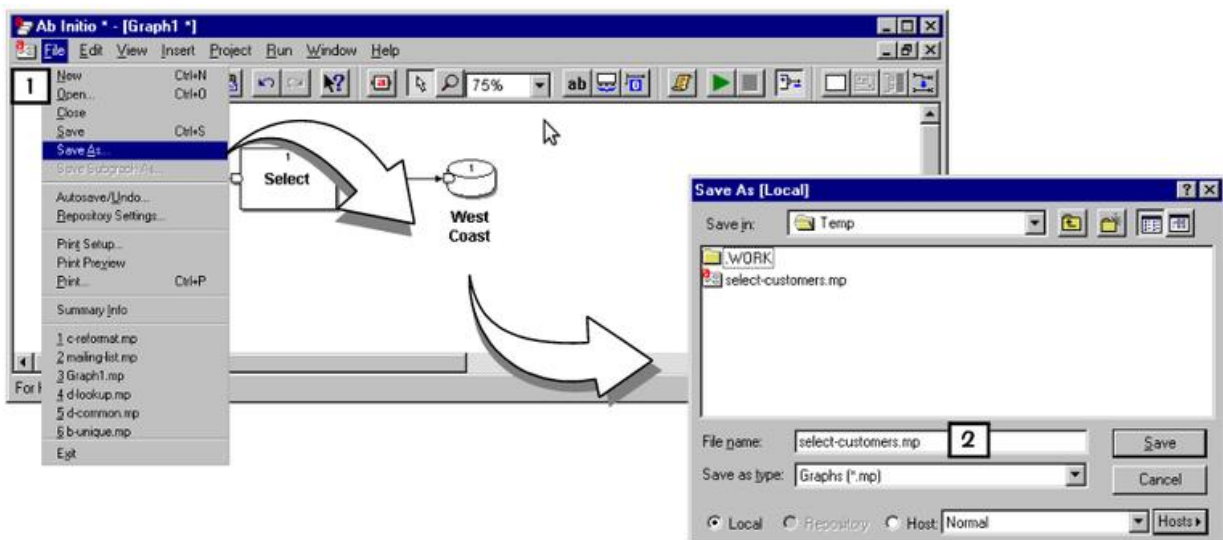 Ab Initio * - [Graph1 *]
File Edit View Insert Project Run Window Help
1
75%
ab
New Ctrl+N
Open... Ctrl+O
Close
Save Ctrl+S
Save As...
Save Subgraph As...
Autosave/Undo...
Repository Settings...
Print Setup...
Print Preview
Print... Ctrl+P
Summary Info
1 c-reformat.mp
2 mailing-list.mp
3 Graph1.mp
4 d-lookup.mp
5 d-common.mp
6 b-unique.mp
Exit
1
Select
1
West
Coast
For H
Save As [Local]
Save in: Temp
.WORK
select-customers.mp
File name: select-customers.mp 2 Save
Save as type: Graphs (*.mp) Cancel
Local Repository Host: Normal Hosts